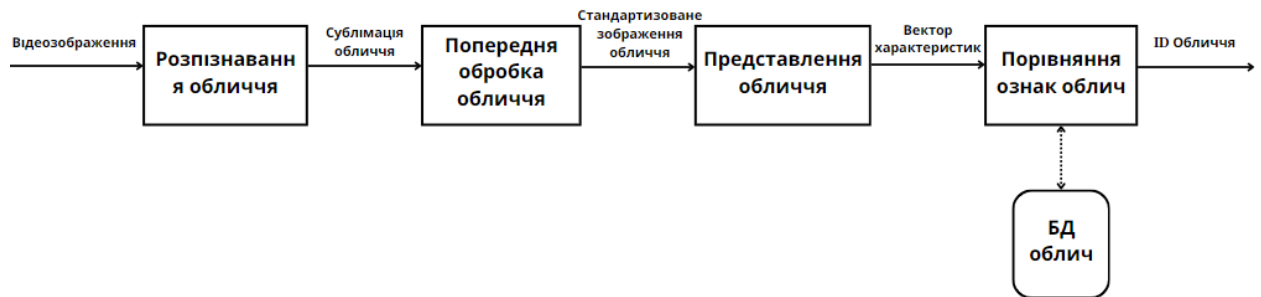 Відеозображення
Розпізнаванн
я обличчя
Сублімація
обличчя
Попередня
обробка
обличчя
Стандартизоване
зображення
обличчя
Представлення
обличчя
Вектор
характеристик
Порівняння
ознак облич
ID Обличчя
БД
облич